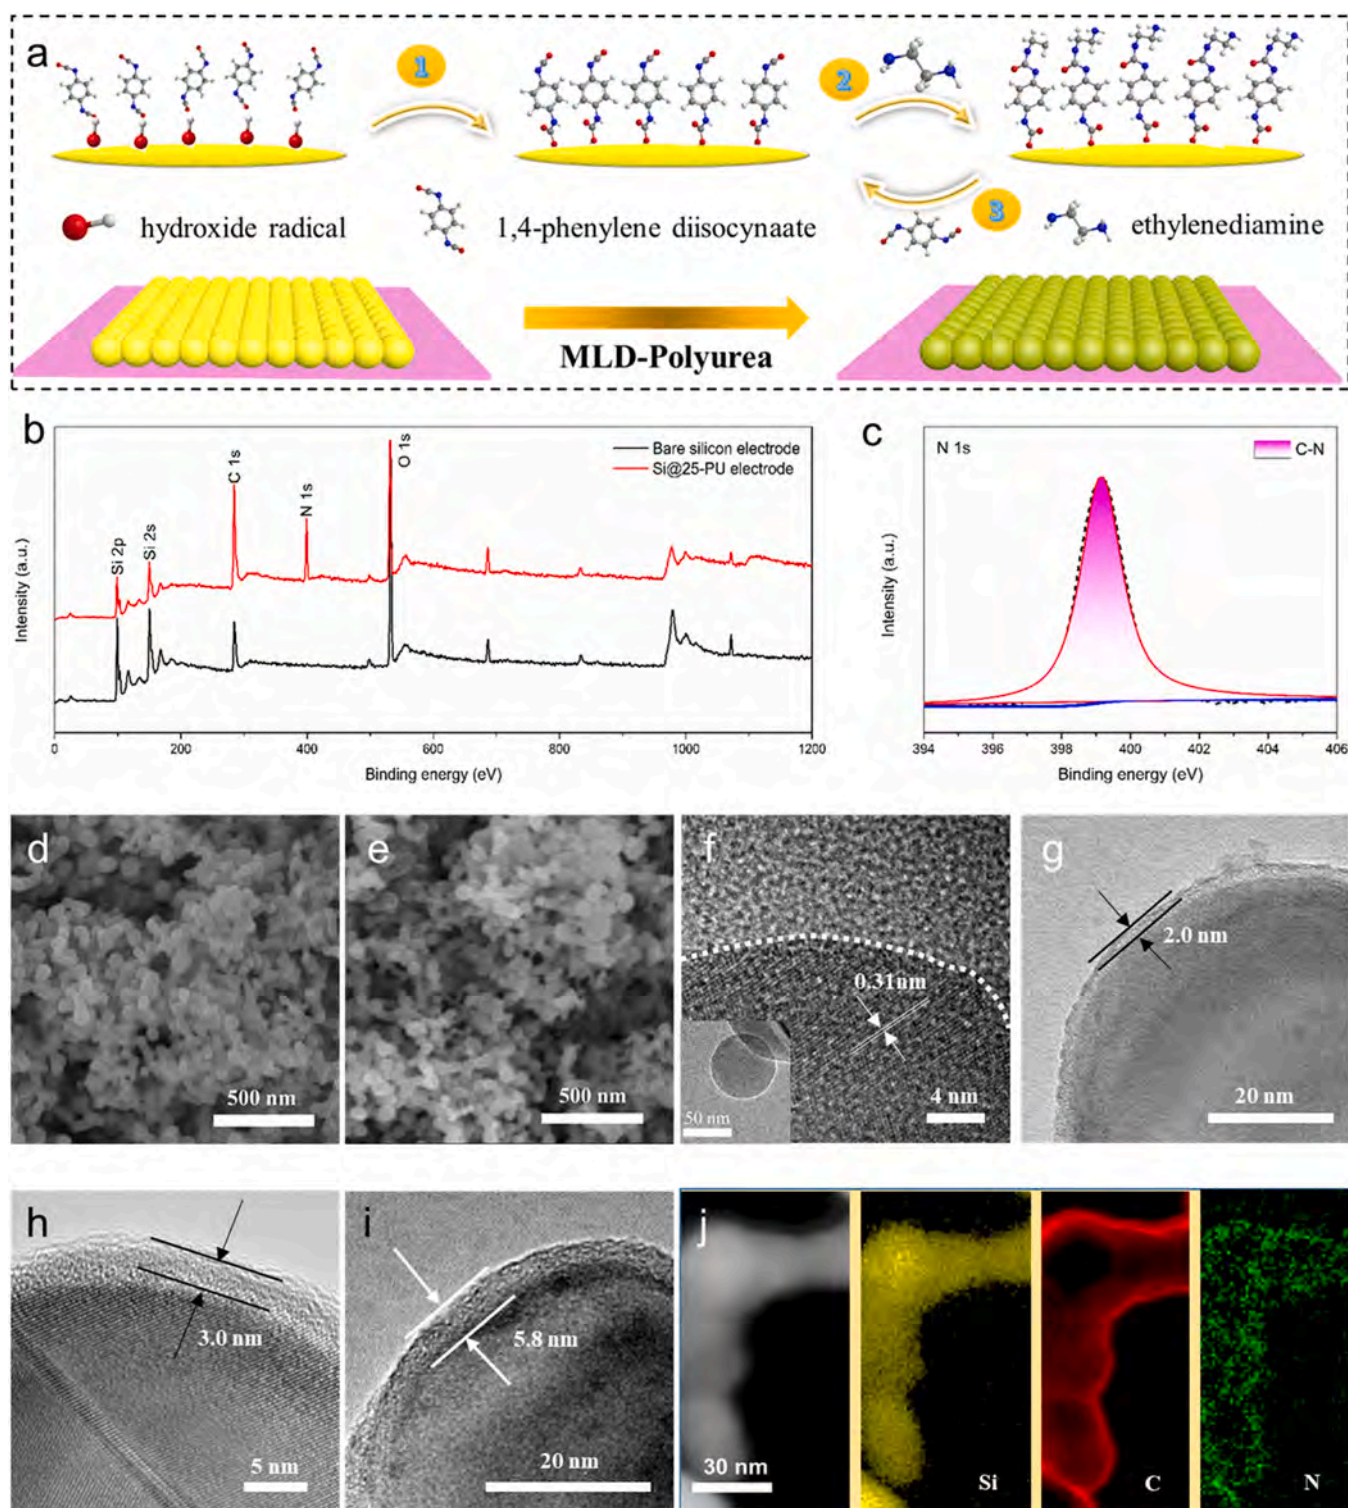 a
1
2
hydroxide radical
1,4-phenylene diisocynaate
3
ethylenediamine
MLD-Polyurea
b
C 1s
O 1s
N 1s
Si 2p
Si 2s
Bare silicon electrode
Si@25-PU electrode
Intensity (a.u.)
0 200 400 600 800 1000 1200
Binding energy (eV)
c
N 1s
C-N
Intensity (a.u.)
394 396 398 400 402 404 406
Binding energy (eV)
d
500 nm
e
500 nm
f
0.31nm
50 nm
4 nm
g
2.0 nm
20 nm
h
3.0 nm
5 nm
i
5.8 nm
20 nm
j
30 nm
Si
C
N